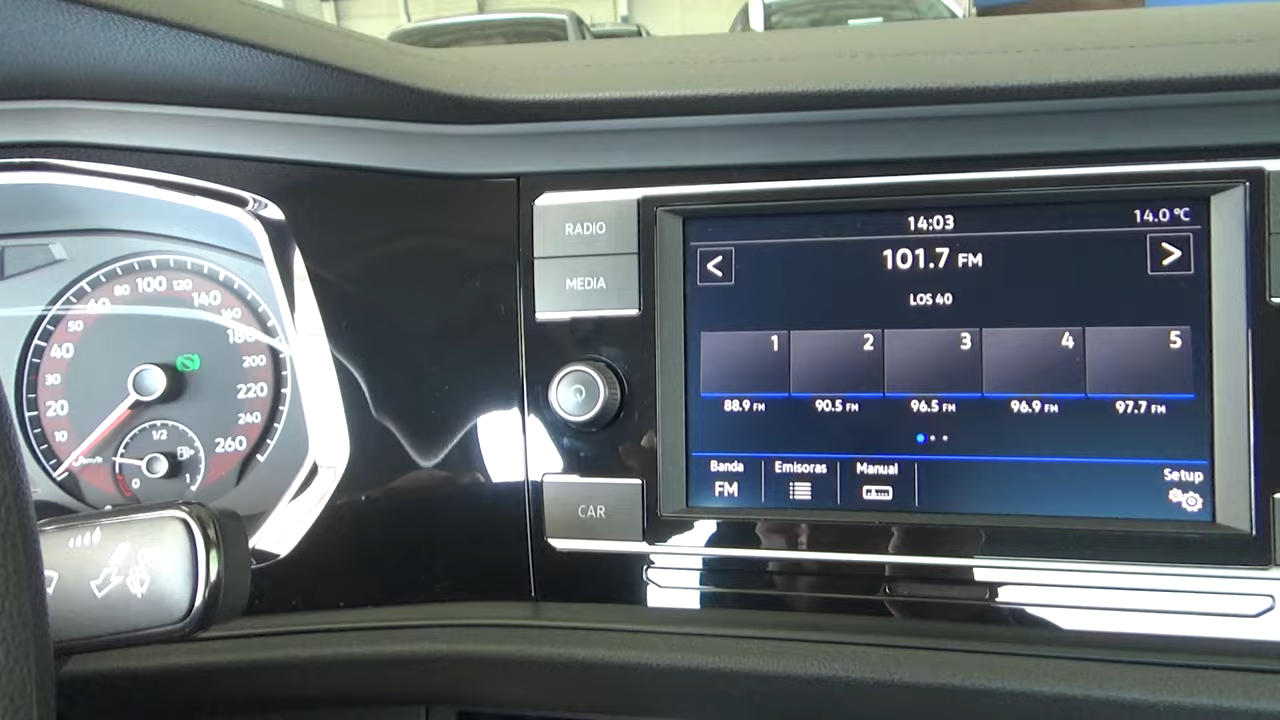 RADIO
MEDIA
CAR
14:03
14.0 °C
<
101.7 FM
>
LOS 40
1
2
3
4
5
88.9 FM
90.5 FM
96.5 FM
96.9 FM
97.7 FM
Banda
Emisoras
Manual
Setup
FM
10
20
30
40
50
60
80
100
120
140
160
180
200
220
240
260
km/h
1/2
0
1